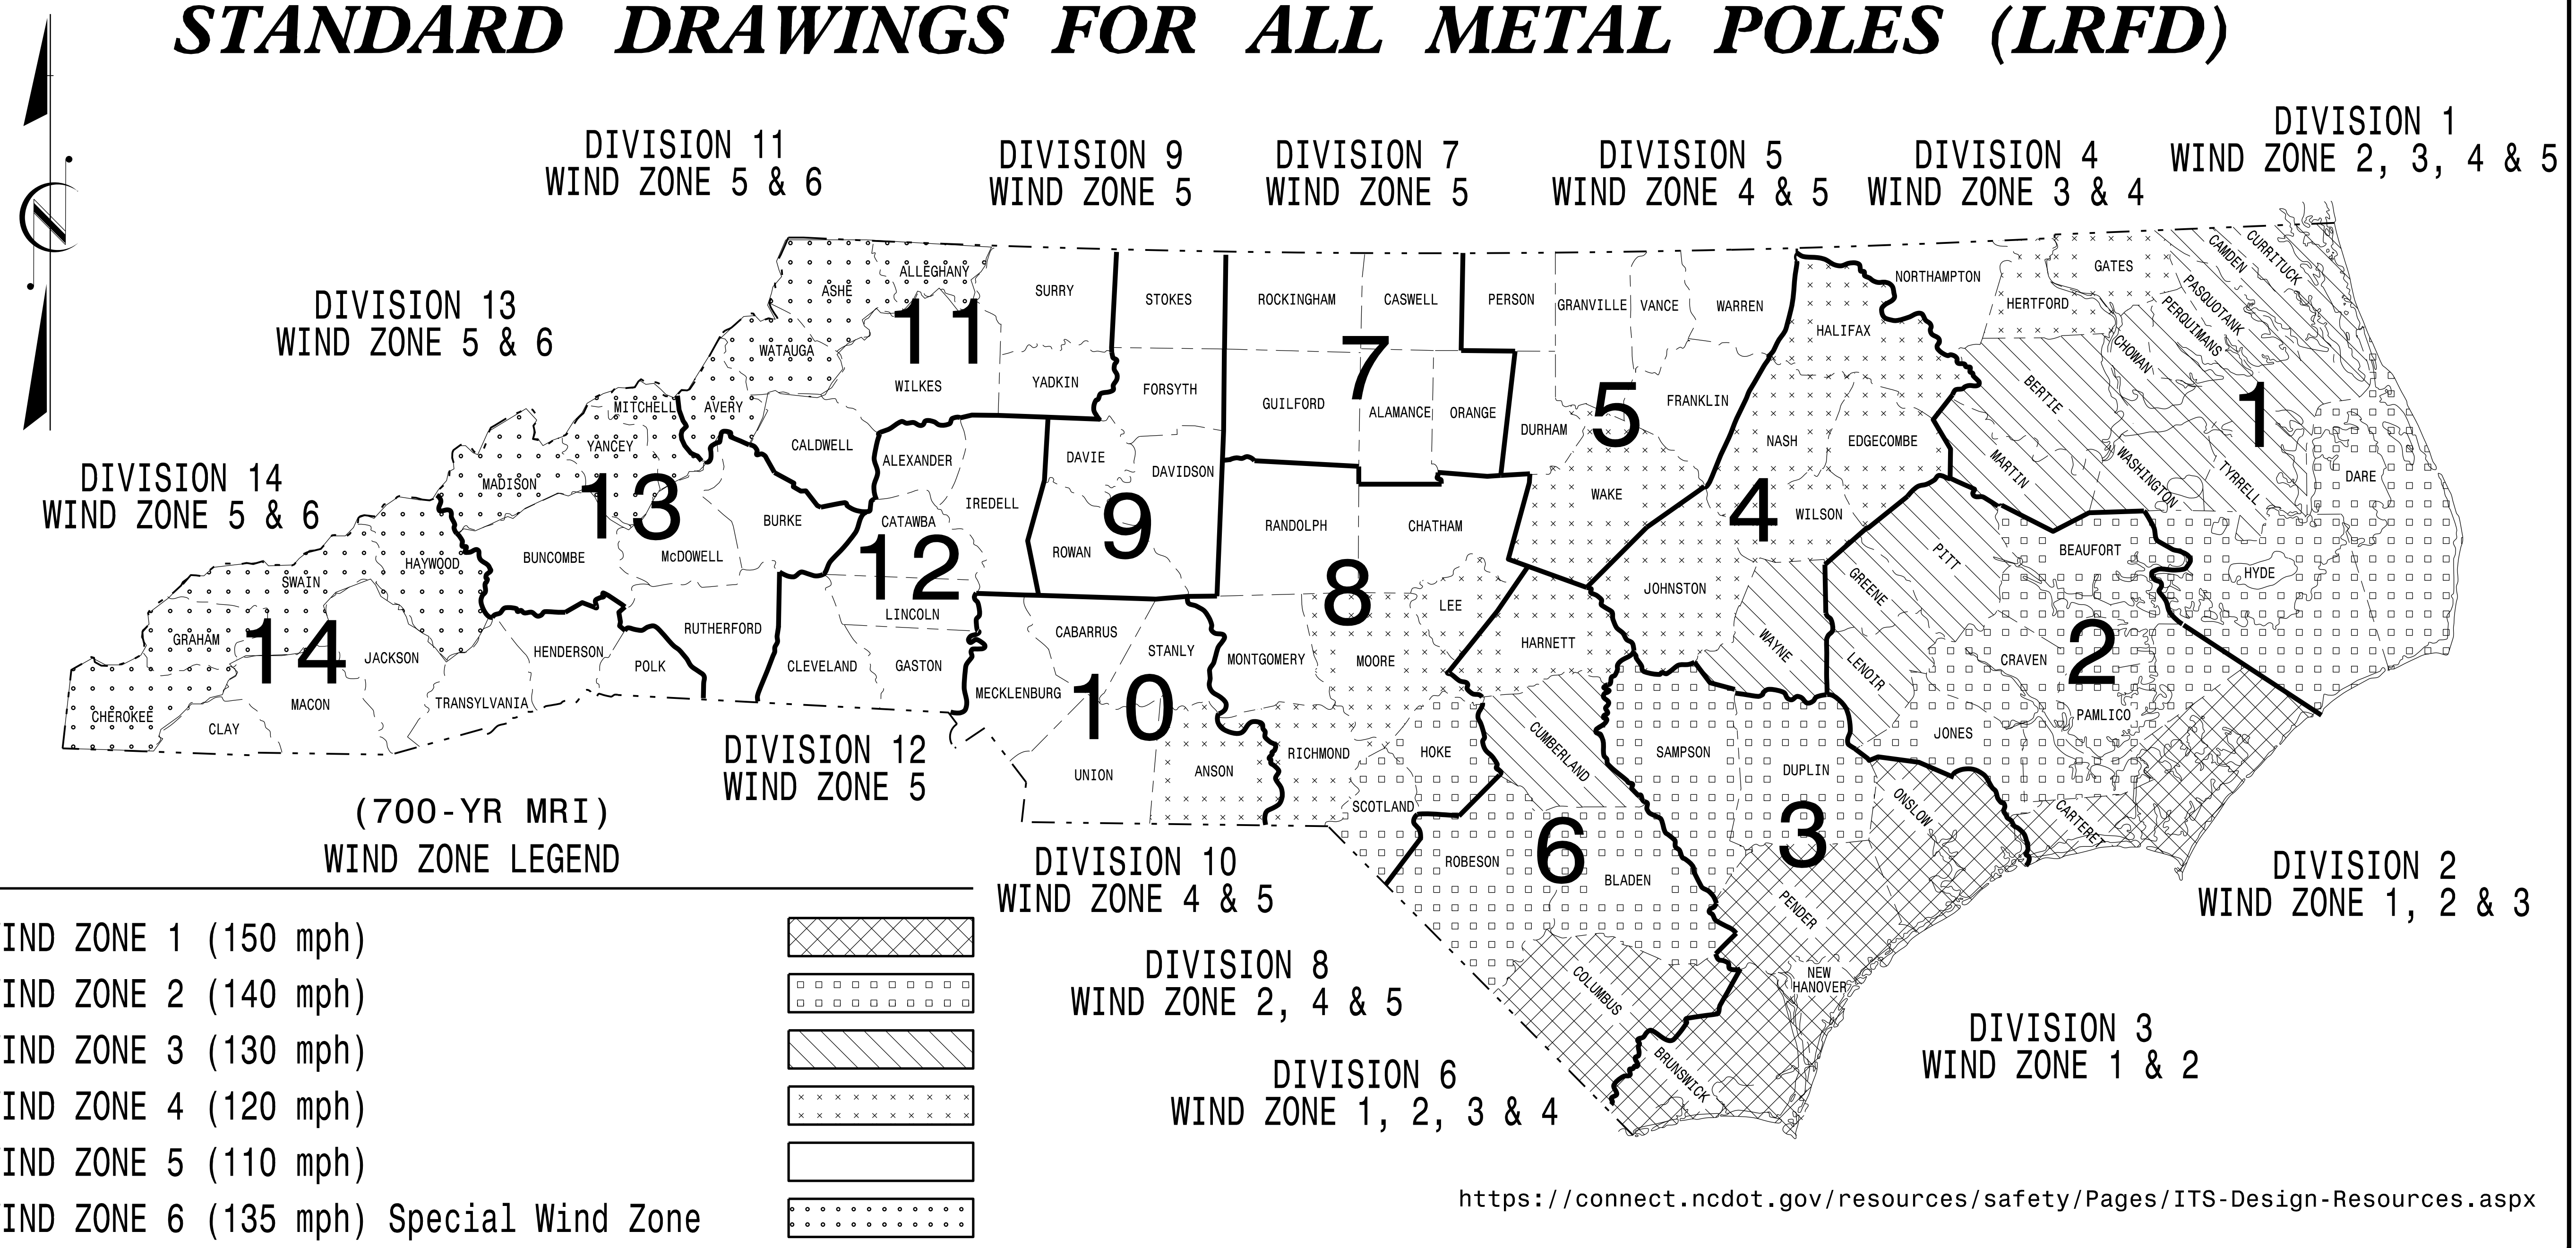 STANDARD DRAWINGS FOR ALL METAL POLES (LRFD)
N
DIVISION 11
WIND ZONE 5 & 6
DIVISION 9
WIND ZONE 5
DIVISION 7
WIND ZONE 5
DIVISION 5
WIND ZONE 4 & 5
DIVISION 4
WIND ZONE 3 & 4
DIVISION 1
WIND ZONE 2, 3, 4 & 5
DIVISION 13
WIND ZONE 5 & 6
DIVISION 14
WIND ZONE 5 & 6
ASHE
ALLEGHANY
11
WATAUGA
WILKES
SURRY
YADKIN
AVERY
CALDWELL
MITCHELL
YANCEY
MADISON
13
BUNCOMBE
McDOWELL
BURKE
RUTHERFORD
POLK
HAYWOOD
SWAIN
GRAHAM
14
JACKSON
HENDERSON
TRANSYLVANIA
MACON
CLAY
CHEROKEE
ALEXANDER
IREDELL
CATAWBA
12
LINCOLN
CLEVELAND
GASTON
STOKES
FORSYTH
DAVIE
DAVIDSON
9
ROWAN
CABARRUS
STANLY
MECKLENBURG
10
UNION
ANSON
ROCKINGHAM
CASWELL
7
GUILFORD
ALAMANCE
ORANGE
RANDOLPH
CHATHAM
8
LEE
MONTGOMERY
MOORE
RICHMOND
HOKE
SCOTLAND
PERSON
GRANVILLE
VANCE
WARREN
5
FRANKLIN
DURHAM
WAKE
HALIFAX
NASH
EDGECOMBE
4
WILSON
JOHNSTON
WAYNE
HARNETT
CUMBERLAND
6
ROBESON
BLADEN
COLUMBUS
SAMPSON
DUPLIN
3
ONSLOW
PENDER
NEW
HANOVER
BRUNSWICK
NORTHAMPTON
HERTFORD
GATES
CAMDEN
CURRITUCK
PASQUOTANK
PERQUIMANS
CHOWAN
BERTIE
1
MARTIN
WASHINGTON
TYRRELL
DARE
HYDE
PITT
GREENE
LENOIR
BEAUFORT
2
CRAVEN
PAMLICO
JONES
CARTERET
DIVISION 12
WIND ZONE 5
DIVISION 10
WIND ZONE 4 & 5
DIVISION 8
WIND ZONE 2, 4 & 5
DIVISION 6
WIND ZONE 1, 2, 3 & 4
DIVISION 3
WIND ZONE 1 & 2
DIVISION 2
WIND ZONE 1, 2 & 3
(700-YR MRI)
WIND ZONE LEGEND
IND ZONE 1 (150 mph)
IND ZONE 2 (140 mph)
IND ZONE 3 (130 mph)
IND ZONE 4 (120 mph)
IND ZONE 5 (110 mph)
IND ZONE 6 (135 mph) Special Wind Zone
https://connect.ncdot.gov/resources/safety/Pages/ITS-Design-Resources.aspx